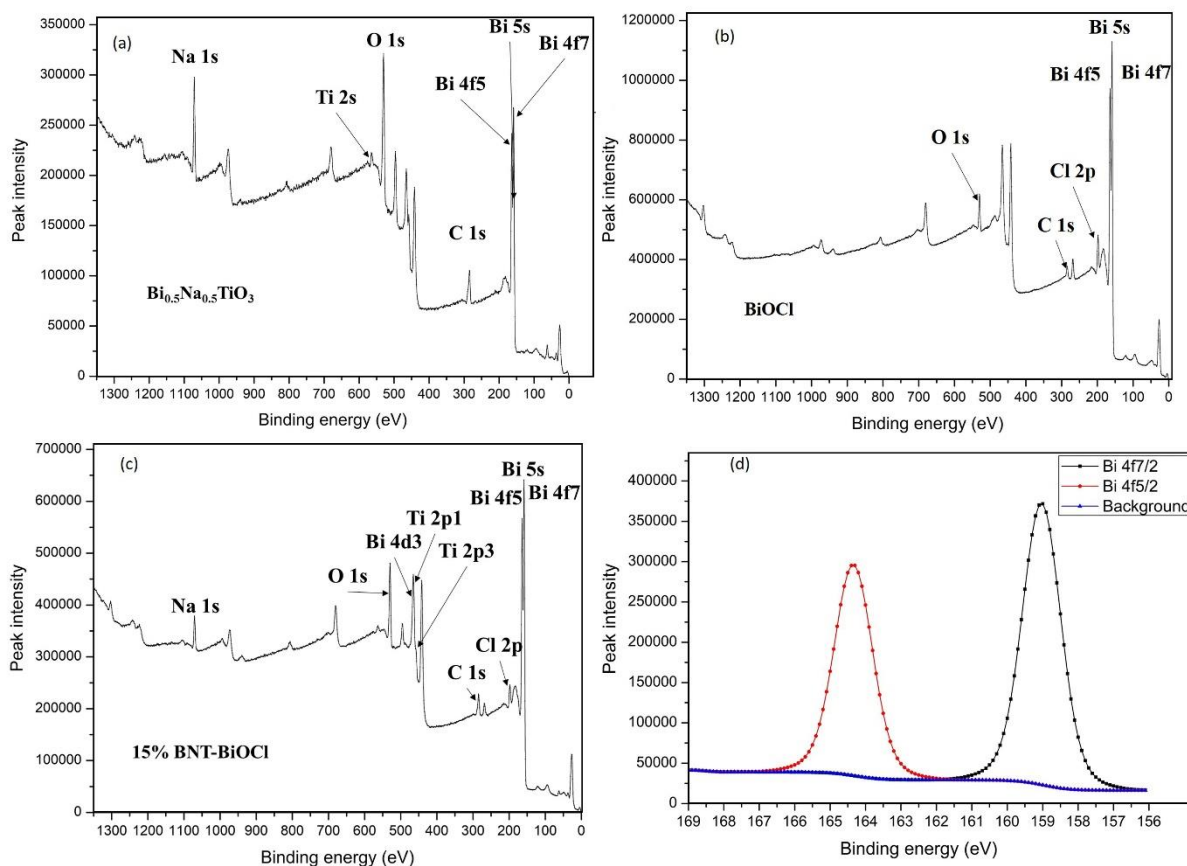 (a)
Na 1s
O 1s
Ti 2s
Bi 5s
Bi 4f7
Bi 4f5
C 1s
Bi₀.₅Na₀.₅TiO₃
Peak intensity
350000
300000
250000
200000
150000
100000
50000
0
1300 1200 1100 1000 900 800 700 600 500 400 300 200 100 0
Binding energy (eV)
(b)
Bi 5s
Bi 4f5 Bi 4f7
O 1s
Cl 2p
C 1s
BiOCl
Peak intensity
1200000
1000000
800000
600000
400000
200000
0
1300 1200 1100 1000 900 800 700 600 500 400 300 200 100 0
Binding energy (eV)
(c)
Bi 5s
Bi 4f5 Bi 4f7
Ti 2p1
Bi 4d3
Ti 2p3
O 1s
Na 1s
Cl 2p
C 1s
15% BNT-BiOCl
Peak intensity
700000
600000
500000
400000
300000
200000
100000
0
1300 1200 1100 1000 900 800 700 600 500 400 300 200 100 0
Binding energy (eV)
(d)
Bi 4f7/2
Bi 4f5/2
Background
Peak intensity
400000
350000
300000
250000
200000
150000
100000
50000
0
169 168 167 166 165 164 163 162 161 160 159 158 157 156
Binding energy (eV)